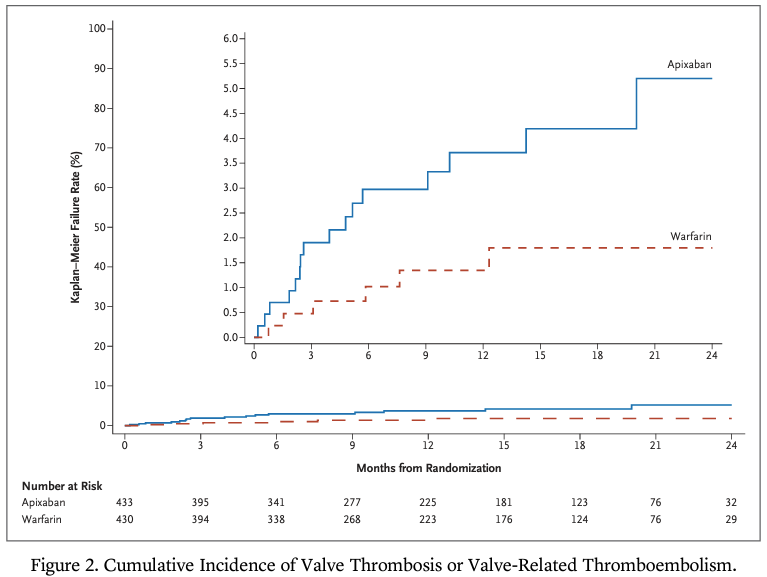 100
90
80
70
60
50
40
30
20
10
0
Kaplan–Meier Failure Rate (%)
6.0
5.5
5.0
4.5
4.0
3.5
3.0
2.5
2.0
1.5
1.0
0.5
0.0
Apixaban
Warfarin
0 3 6 9 12 15 18 21 24
0 3 6 9 12 15 18 21 24
Months from Randomization
Number at Risk
Apixaban 433 395 341 277 225 181 123 76 32
Warfarin 430 394 338 268 223 176 124 76 29
Figure 2. Cumulative Incidence of Valve Thrombosis or Valve-Related Thromboembolism.